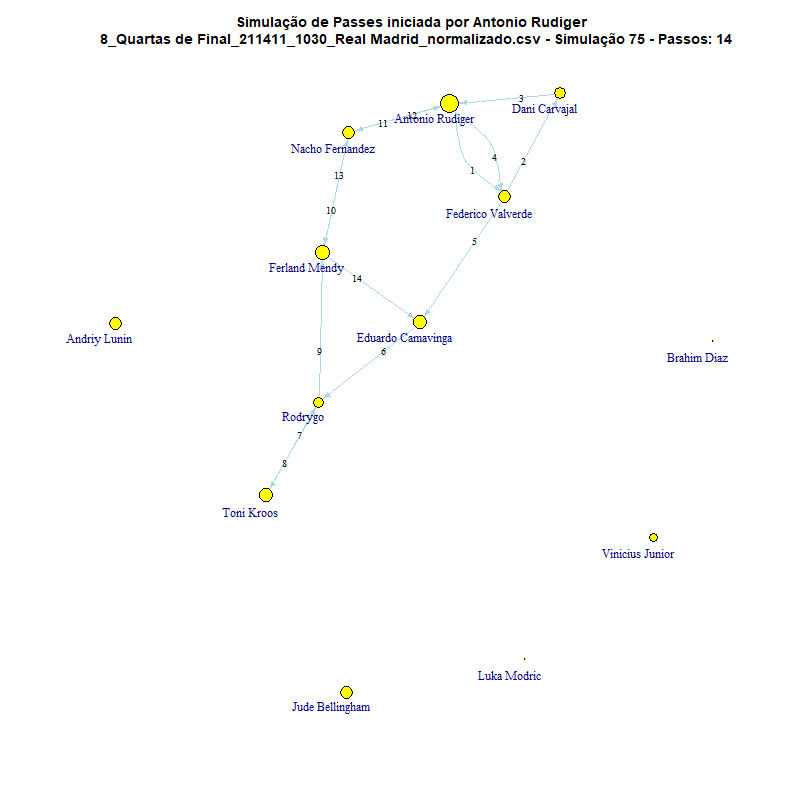 Simulação de Passes iniciada por Antonio Rudiger
8_Quartas de Final_211411_1030_Real Madrid_normalizado.csv - Simulação 75 - Passos: 14
3
Dani Carvajal
12
Antonio Rudiger
11
Nacho Fernandez
4
2
1
13
10
Federico Valverde
5
Ferland Mendy
14
Andriy Lunin
Eduardo Camavinga
9
6
Brahim Diaz
Rodrygo
7
8
Toni Kroos
Vinicius Junior
Luka Modric
Jude Bellingham